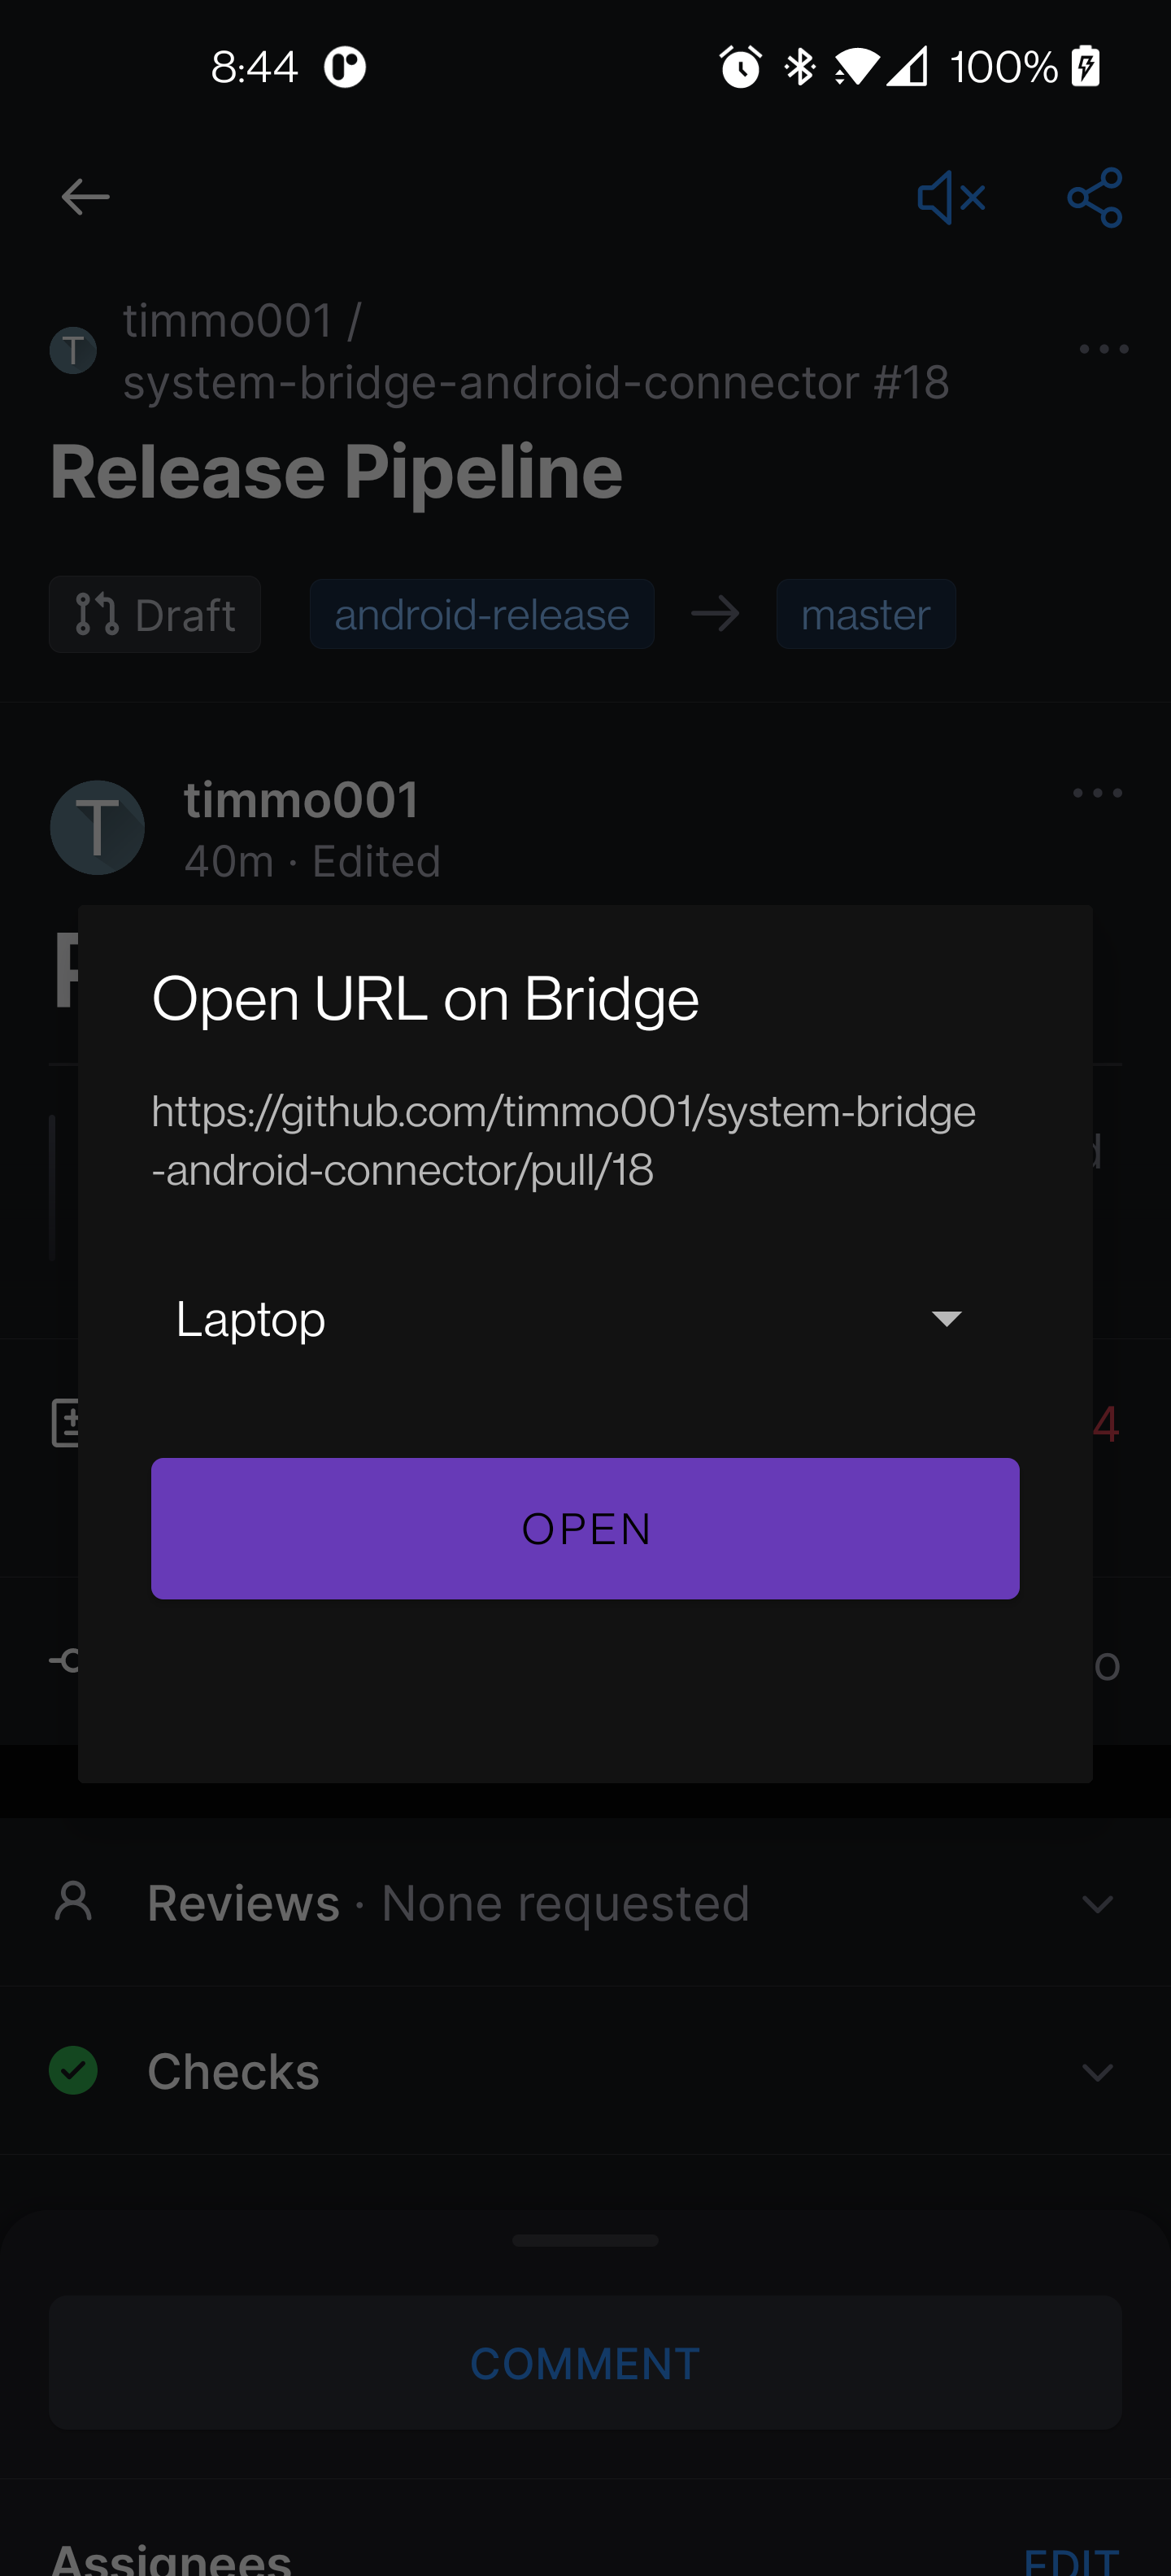 8:44
100%
timmo001 /
system-bridge-android-connector #18
Release Pipeline
Draft
android-release
master
T
timmo001
40m · Edited
Open URL on Bridge
https://github.com/timmo001/system-bridge
-android-connector/pull/18
Laptop
4
OPEN
Reviews · None requested
Checks
COMMENT
Assignees
EDIT